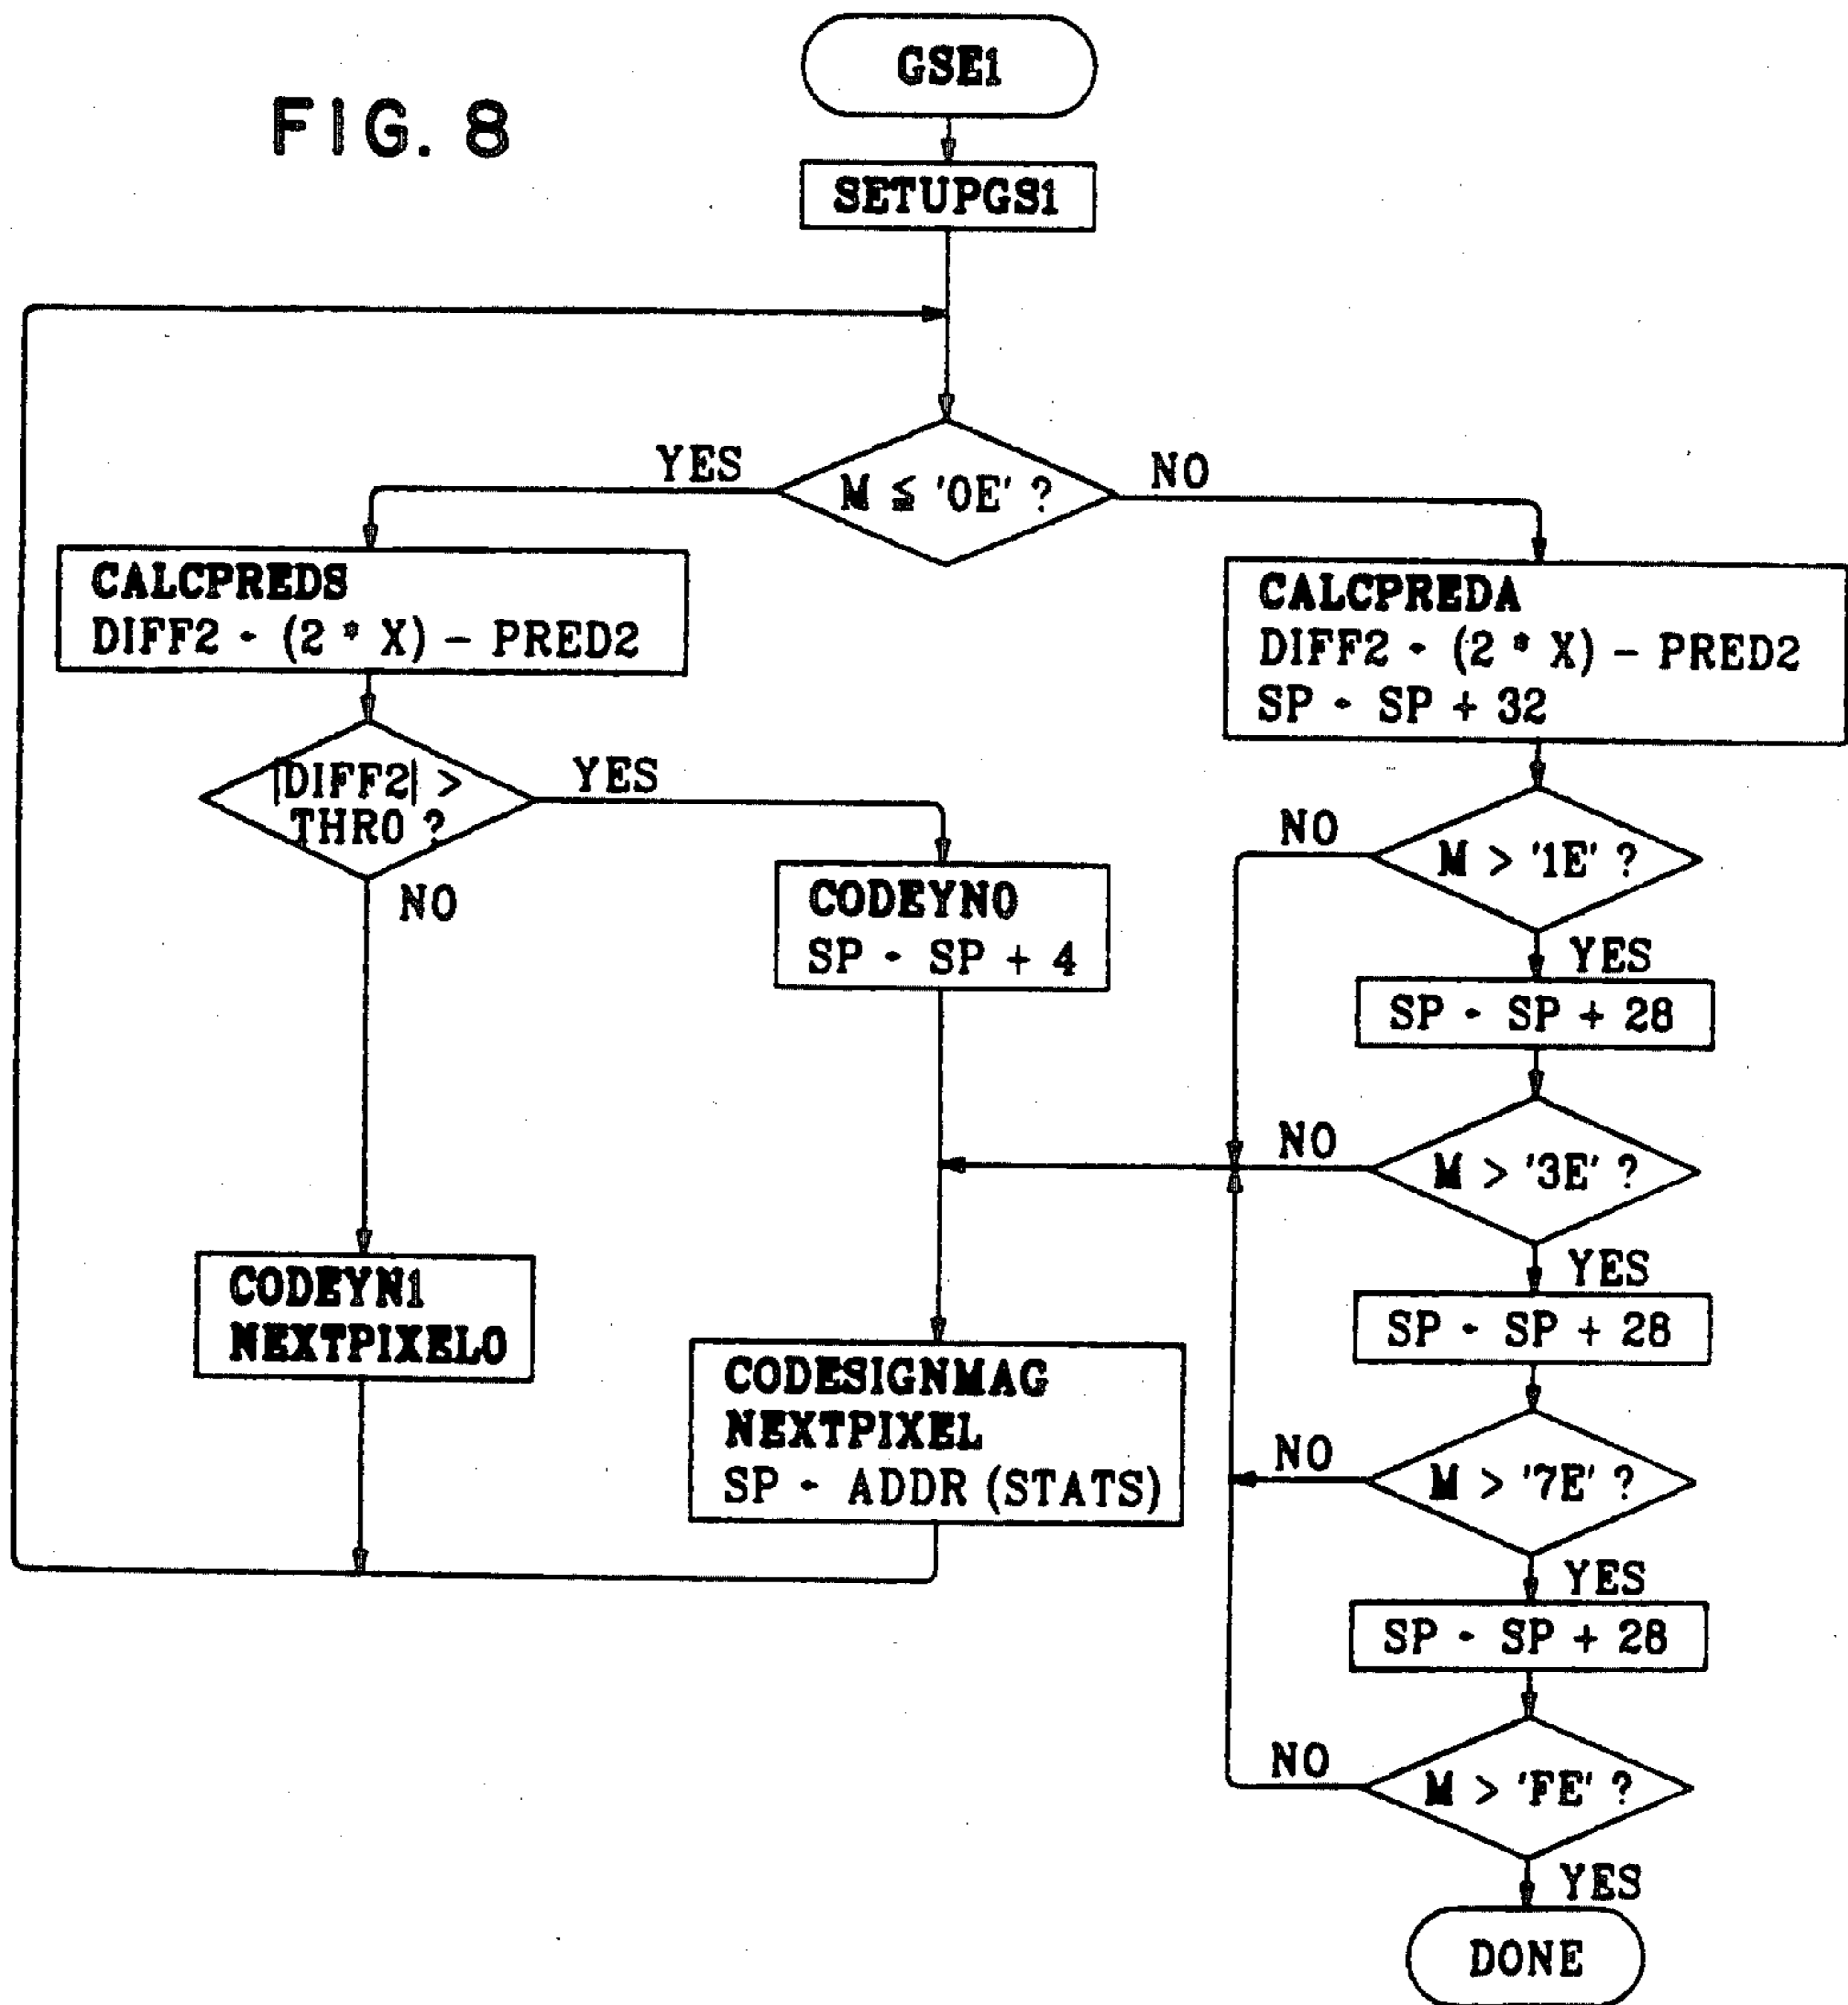 FIG. 8
GSE1
SETUPGS1
M ≦ '0E' ?
YES
NO
CALCPREDS
DIFF2 - (2 * X) - PRED2
CALCPREDA
DIFF2 - (2 * X) - PRED2
SP - SP + 32
|DIFF2| >
THR0 ?
YES
NO
CODEYN0
SP - SP + 4
M > '1E' ?
NO
YES
SP - SP + 28
M > '3E' ?
NO
YES
SP - SP + 28
CODEYN1
NEXTPIXEL0
CODESIGNMAG
NEXTPIXEL
SP - ADDR (STATS)
M > '7E' ?
NO
YES
SP - SP + 28
M > 'FE' ?
NO
YES
DONE